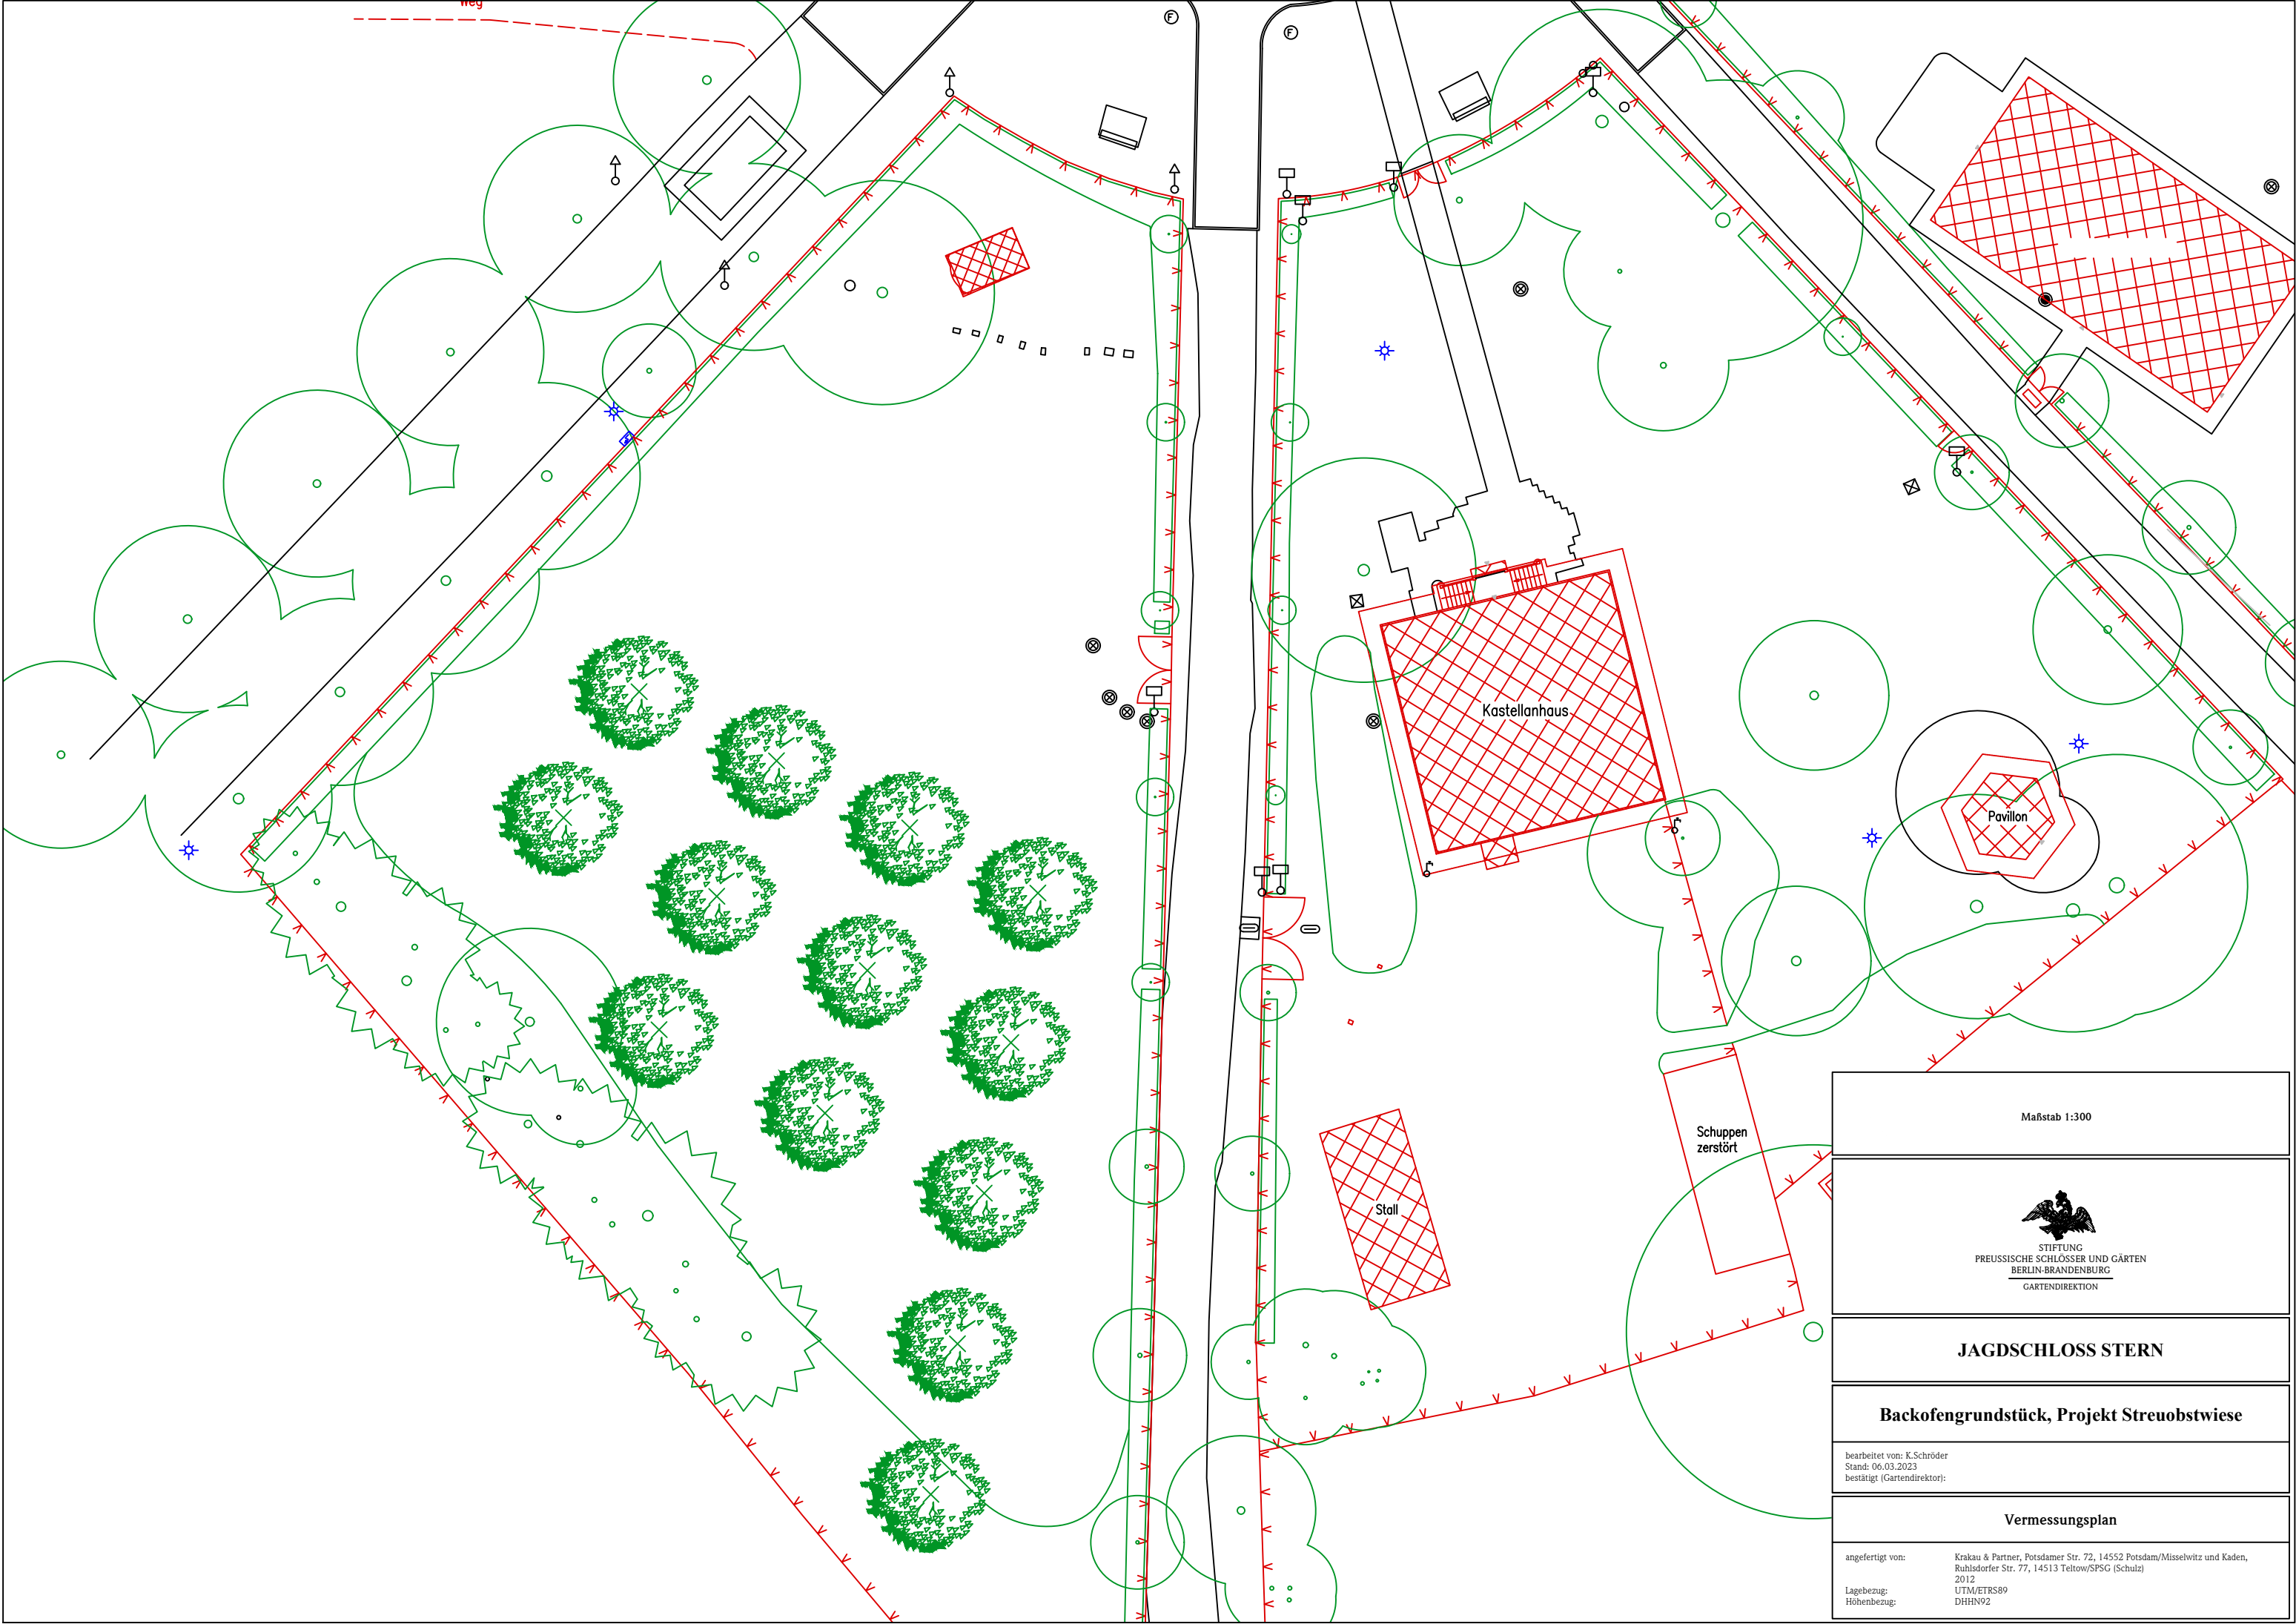 Weg
F
F
Kastellanhaus
Pavillon
Schuppen
zerstört
Stall
Maßstab 1:300
STIFTUNG
PREUSSISCHE SCHLÖSSER UND GÄRTEN
BERLIN-BRANDENBURG
GARTENDIREKTION
JAGDSCHLOSS STERN
Backofengrundstück, Projekt Streuobstwiese
bearbeitet von: K.Schröder
Stand: 06.03.2023
bestätigt (Gartendirektor):
Vermessungsplan
angefertigt von: Krakau & Partner, Potsdamer Str. 72, 14552 Potsdam/Misselwitz und Kaden,
Ruhlsdorfer Str. 77, 14513 Teltow/SPSG (Schulz)
2012
Lagebezug: UTM/ETRS89
Höhenbezug: DHHN92